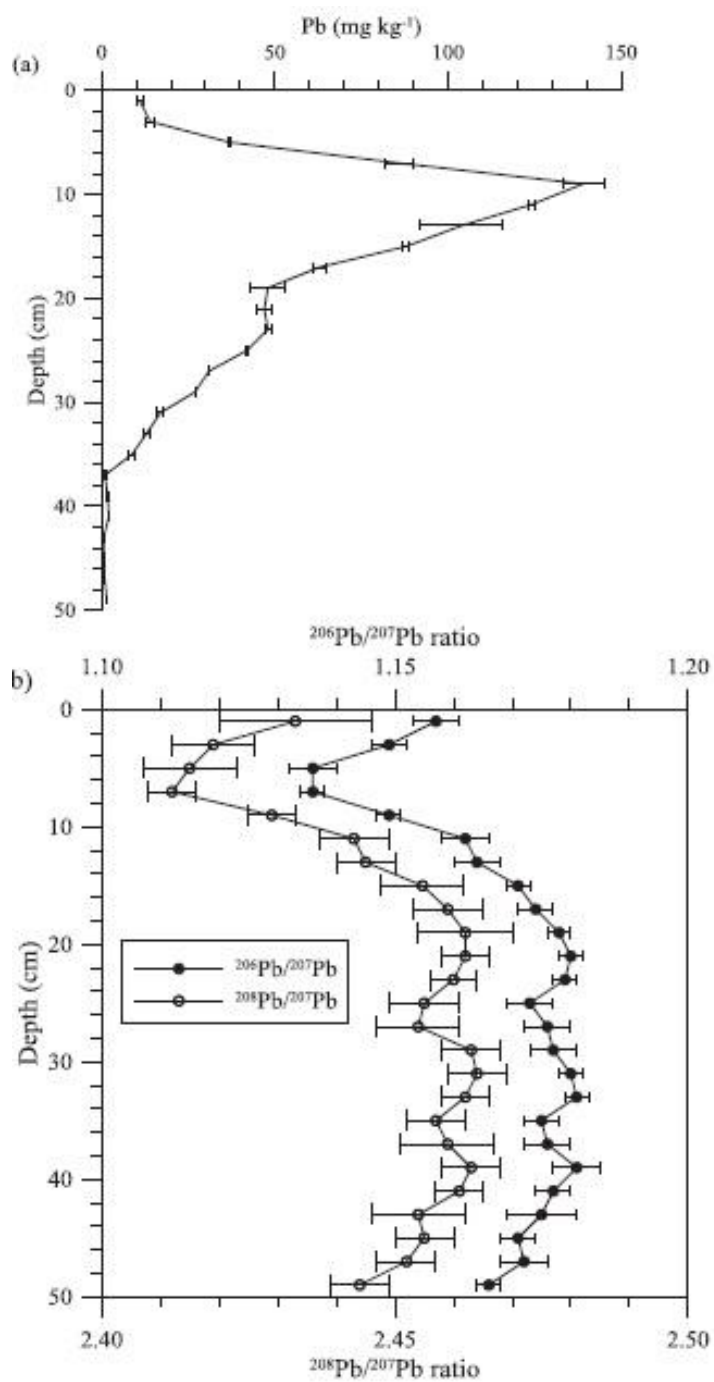 Pb (mg kg⁻¹)
(a)
0 50 100 150
0
10
20
30
40
50
Depth (cm)
²⁰⁶Pb/²⁰⁷Pb ratio
b)
1.10 1.15 1.20
0
10
20
30
40
50
Depth (cm)
²⁰⁶Pb/²⁰⁷Pb
²⁰⁸Pb/²⁰⁷Pb
2.40 2.45 2.50
²⁰⁸Pb/²⁰⁷Pb ratio